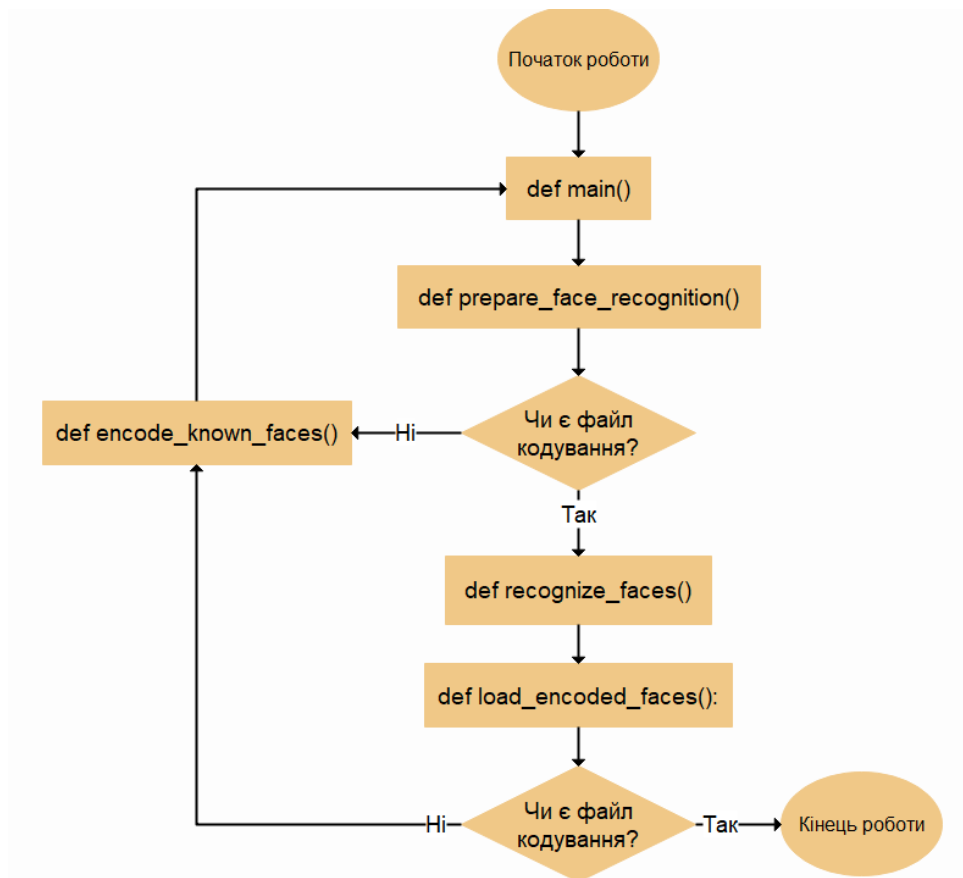 Початок роботи
def main()
def prepare_face_recognition()
Чи є файл
кодування?
Ні
def encode_known_faces()
Так
def recognize_faces()
def load_encoded_faces():
Чи є файл
кодування?
Ні
Так
Кінець роботи